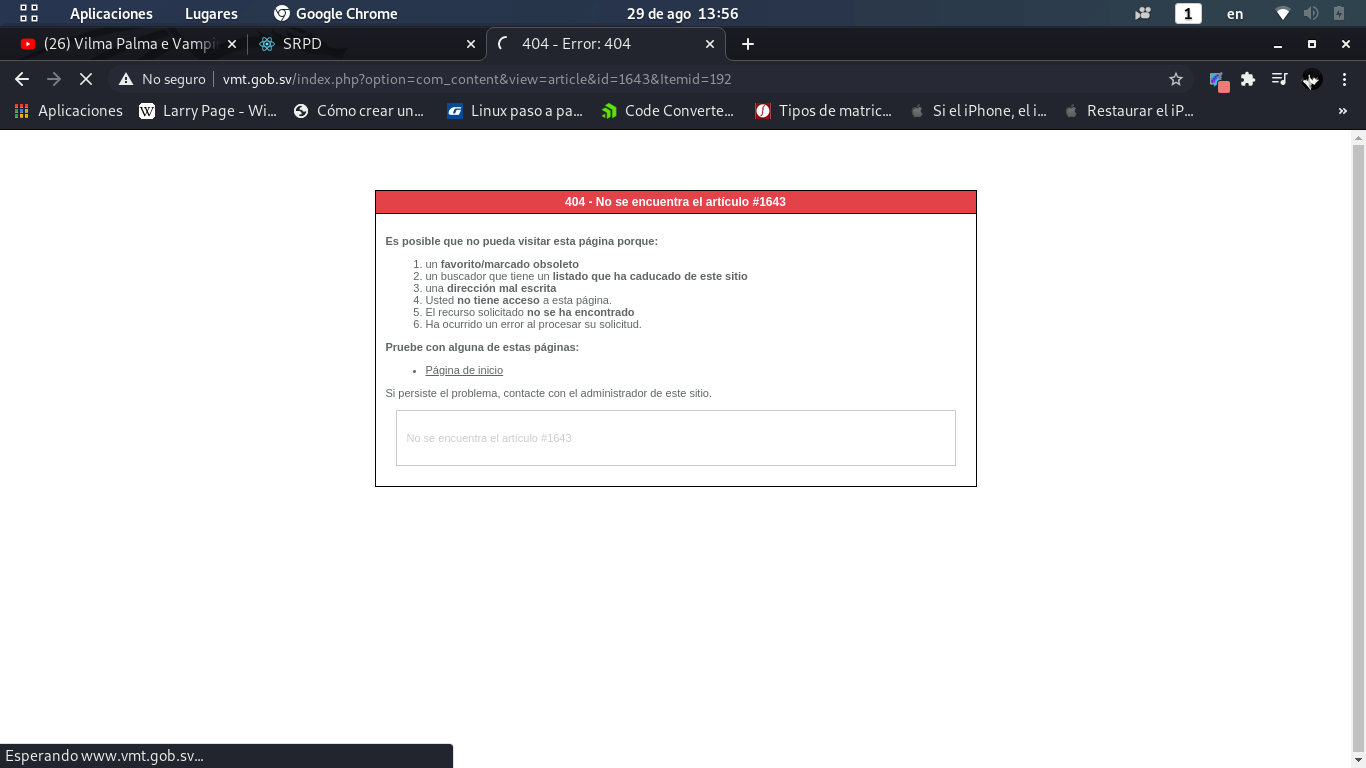 Aplicaciones Lugares Google Chrome 29 de ago 13:56 1 en
(26) Vilma Palma e Vampi SRPD 404 - Error: 404
No seguro vmt.gob.sv/index.php?option=com_content&view=article&id=1643&Itemid=192
Aplicaciones W Larry Page - Wi... Cómo crear un... G Linux paso a pa... Code Converte... Tipos de matric... Si el iPhone, el i... Restaurar el iP... »
404 - No se encuentra el artículo #1643
Es posible que no pueda visitar esta página porque:
1. un favorito/marcado obsoleto
2. un buscador que tiene un listado que ha caducado de este sitio
3. una dirección mal escrita
4. Usted no tiene acceso a esta página.
5. El recurso solicitado no se ha encontrado
6. Ha ocurrido un error al procesar su solicitud.
Pruebe con alguna de estas páginas:
• Página de inicio
Si persiste el problema, contacte con el administrador de este sitio.
No se encuentra el artículo #1643
Esperando www.vmt.gob.sv...